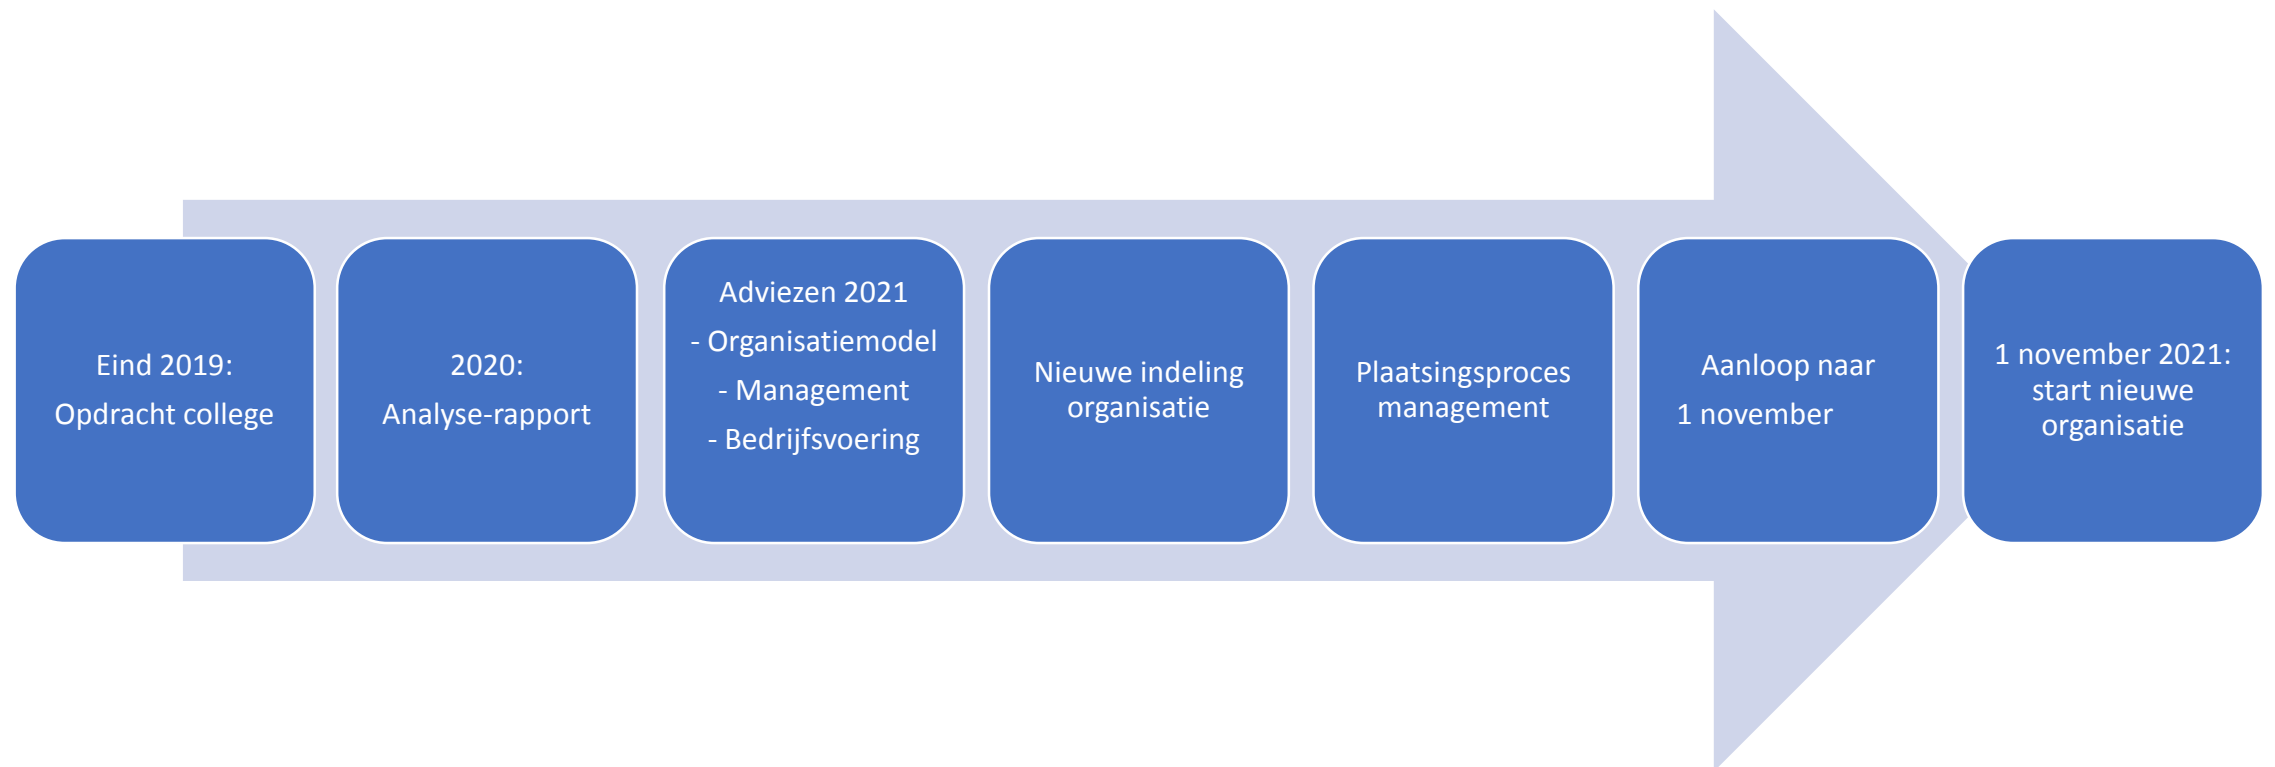 Eind 2019:
Opdracht college
2020:
Analyse-rapport
Adviezen 2021
- Organisatiemodel
- Management
- Bedrijfsvoering
Nieuwe indeling
organisatie
Plaatsingsproces
management
Aanloop naar
1 november
1 november 2021:
start nieuwe
organisatie